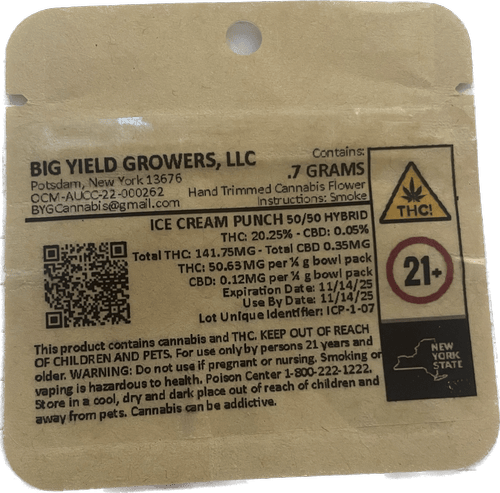 BIG YIELD GROWERS, LLC
Potsdam, New York 13676
OCM-AUCC-22-000262
BYGCannabis@gmail.com
Contains:
.7 GRAMS
Hand Trimmed Cannabis Flower
Instructions: Smoke
ICE CREAM PUNCH 50/50 HYBRID
THC: 20.25% - CBD: 0.05%
Total THC: 141.75MG - Total CBD 0.35MG
THC: 50.63MG per ¼ g bowl pack
CBD: 0.12MG per ¼ g bowl pack
Expiration Date: 11/14/25
Use By Date: 11/14/25
Lot Unique Identifier: ICP-1-07
This product contains cannabis and THC. KEEP OUT OF REACH
OF CHILDREN AND PETS. For use only by persons 21 years and
older. WARNING: Do not use if pregnant or nursing. Smoking or
vaping is hazardous to health. Poison Center 1-800-222-1222.
Store in a cool, dry and dark place out of reach of children and
away from pets. Cannabis can be addictive.
THC!
21+
NEW
YORK
STATE